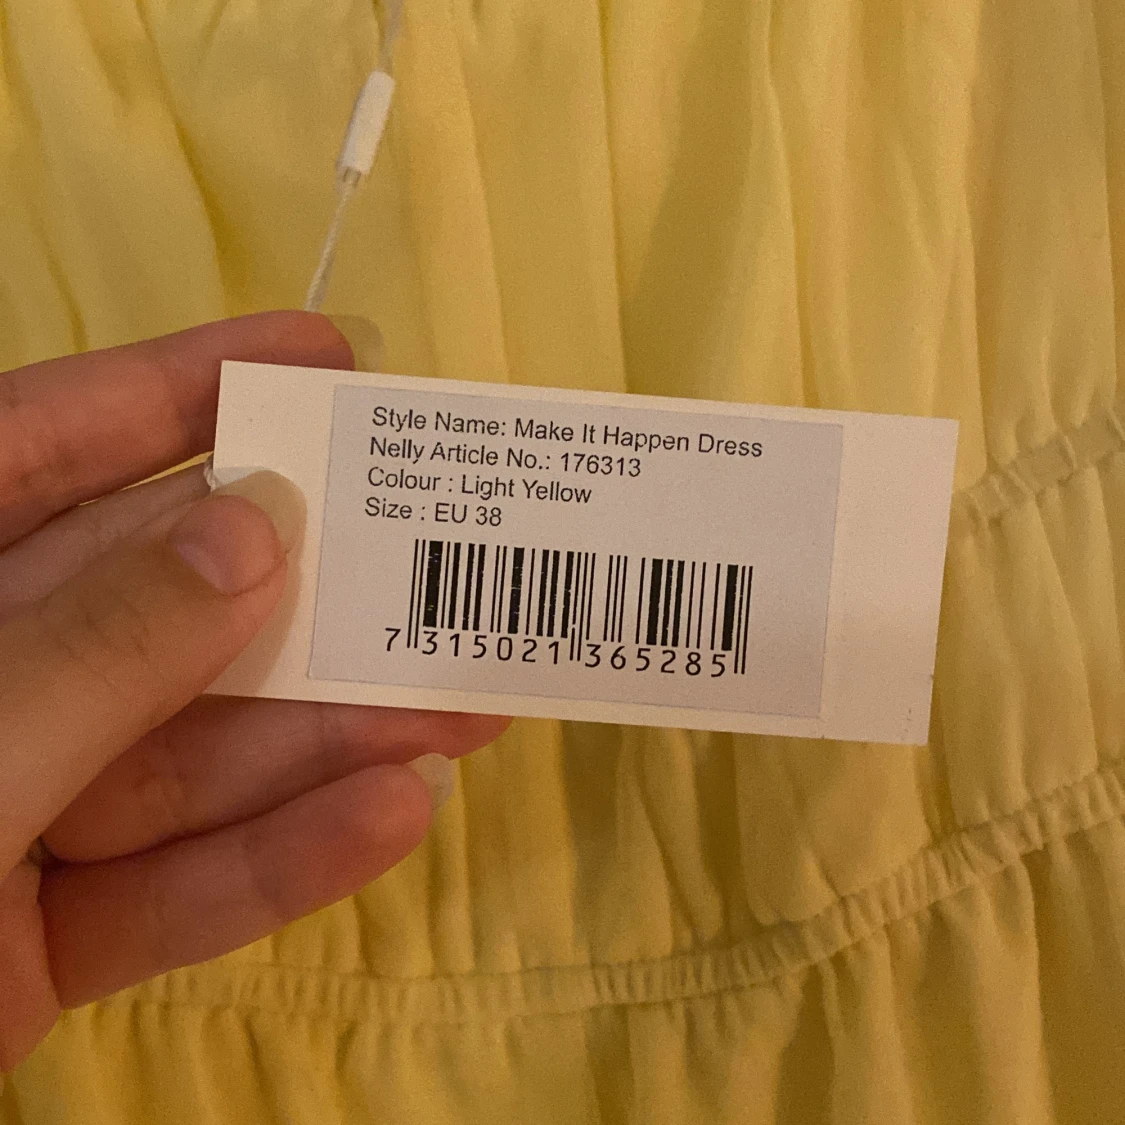 Style Name: Make It Happen Dress
Nelly Article No.: 176313
Colour : Light Yellow
Size : EU 38
7 315021 365285